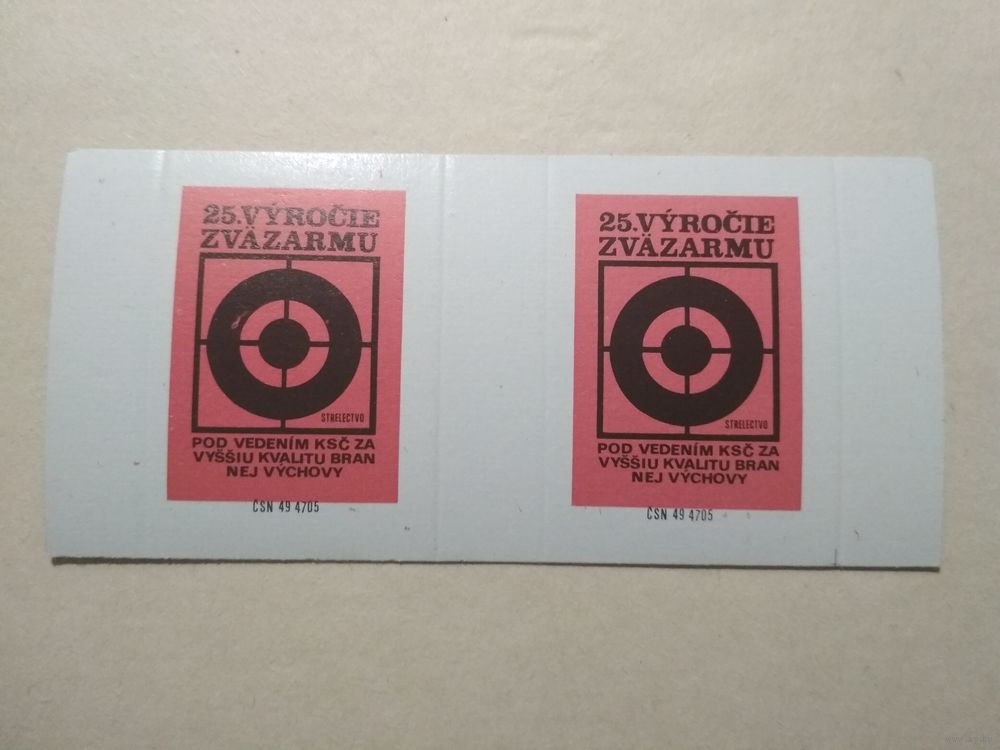 25.VÝROČIE
ZVÄZARMU
STRELECTVO
POD VEDENÍM KSČ ZA
VYŠŠIU KVALITU BRAN
NEJ VÝCHOVY
ČSN 49 4705
25.VÝROČIE
ZVÄZARMU
STRELECTVO
POD VEDENÍM KSČ ZA
VYŠŠIU KVALITU BRAN
NEJ VÝCHOVY
ČSN 49 4705